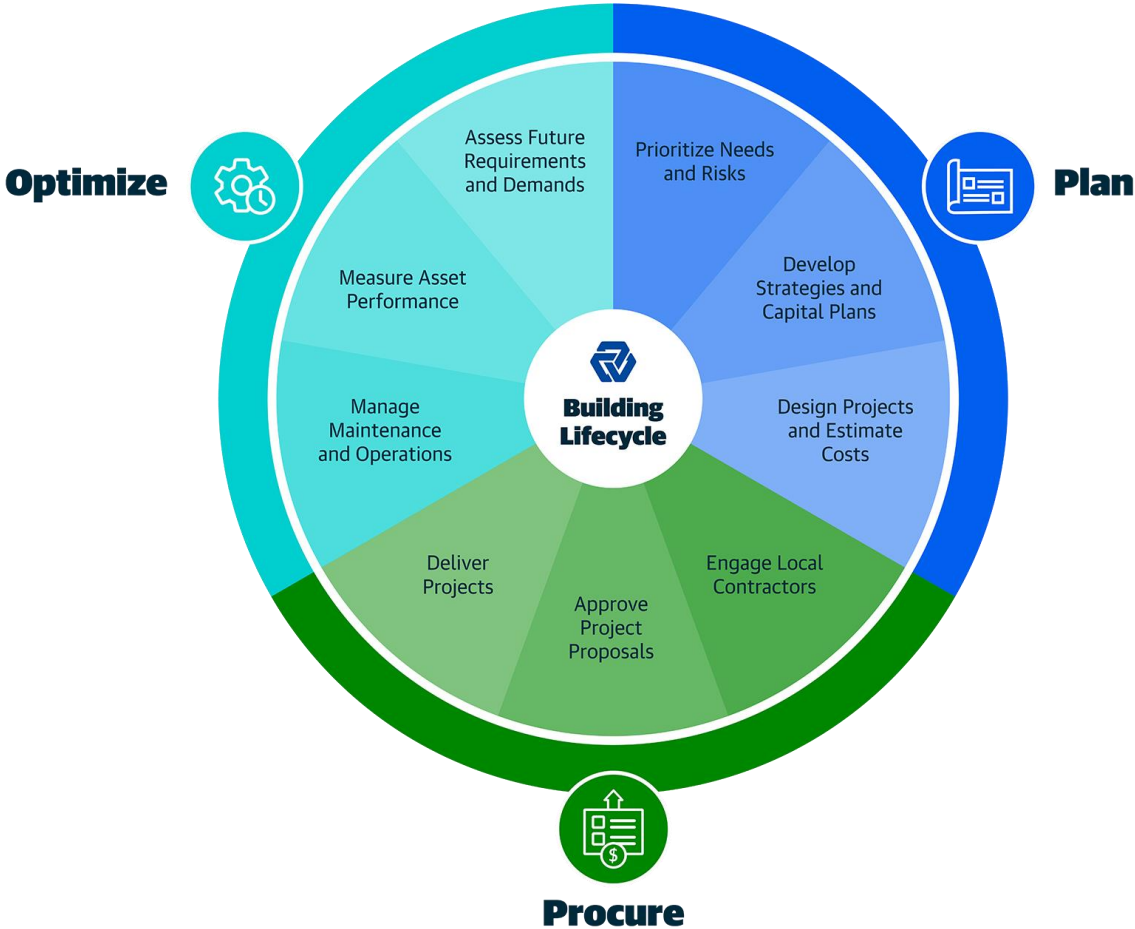 Optimize
Plan
Procure
Building
Lifecycle
Prioritize Needs
and Risks
Develop
Strategies and
Capital Plans
Design Projects
and Estimate
Costs
Engage Local
Contractors
Approve
Project
Proposals
Deliver
Projects
Manage
Maintenance
and Operations
Measure Asset
Performance
Assess Future
Requirements
and Demands
$